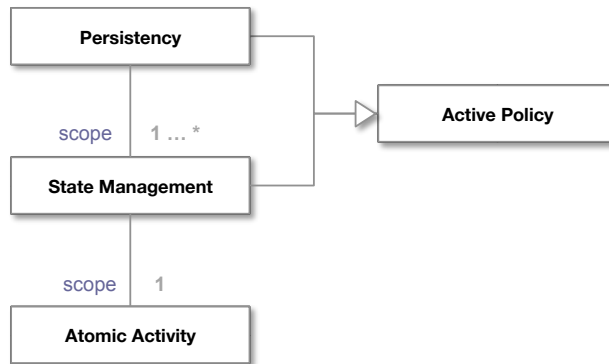 Persistency
Active Policy
scope 1 ... *
State Management
scope 1
Atomic Activity